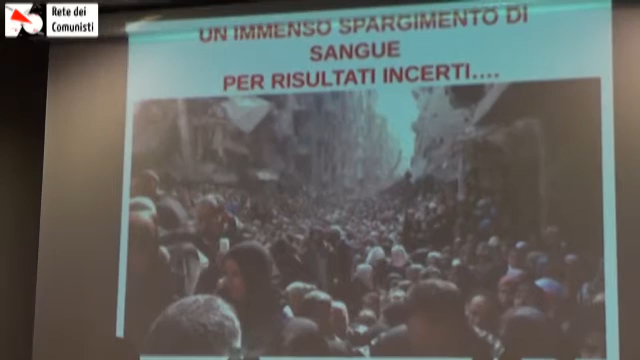 Rete dei
Comunisti
UN IMMENSO SPARGIMENTO DI
SANGUE
PER RISULTATI INCERTI....